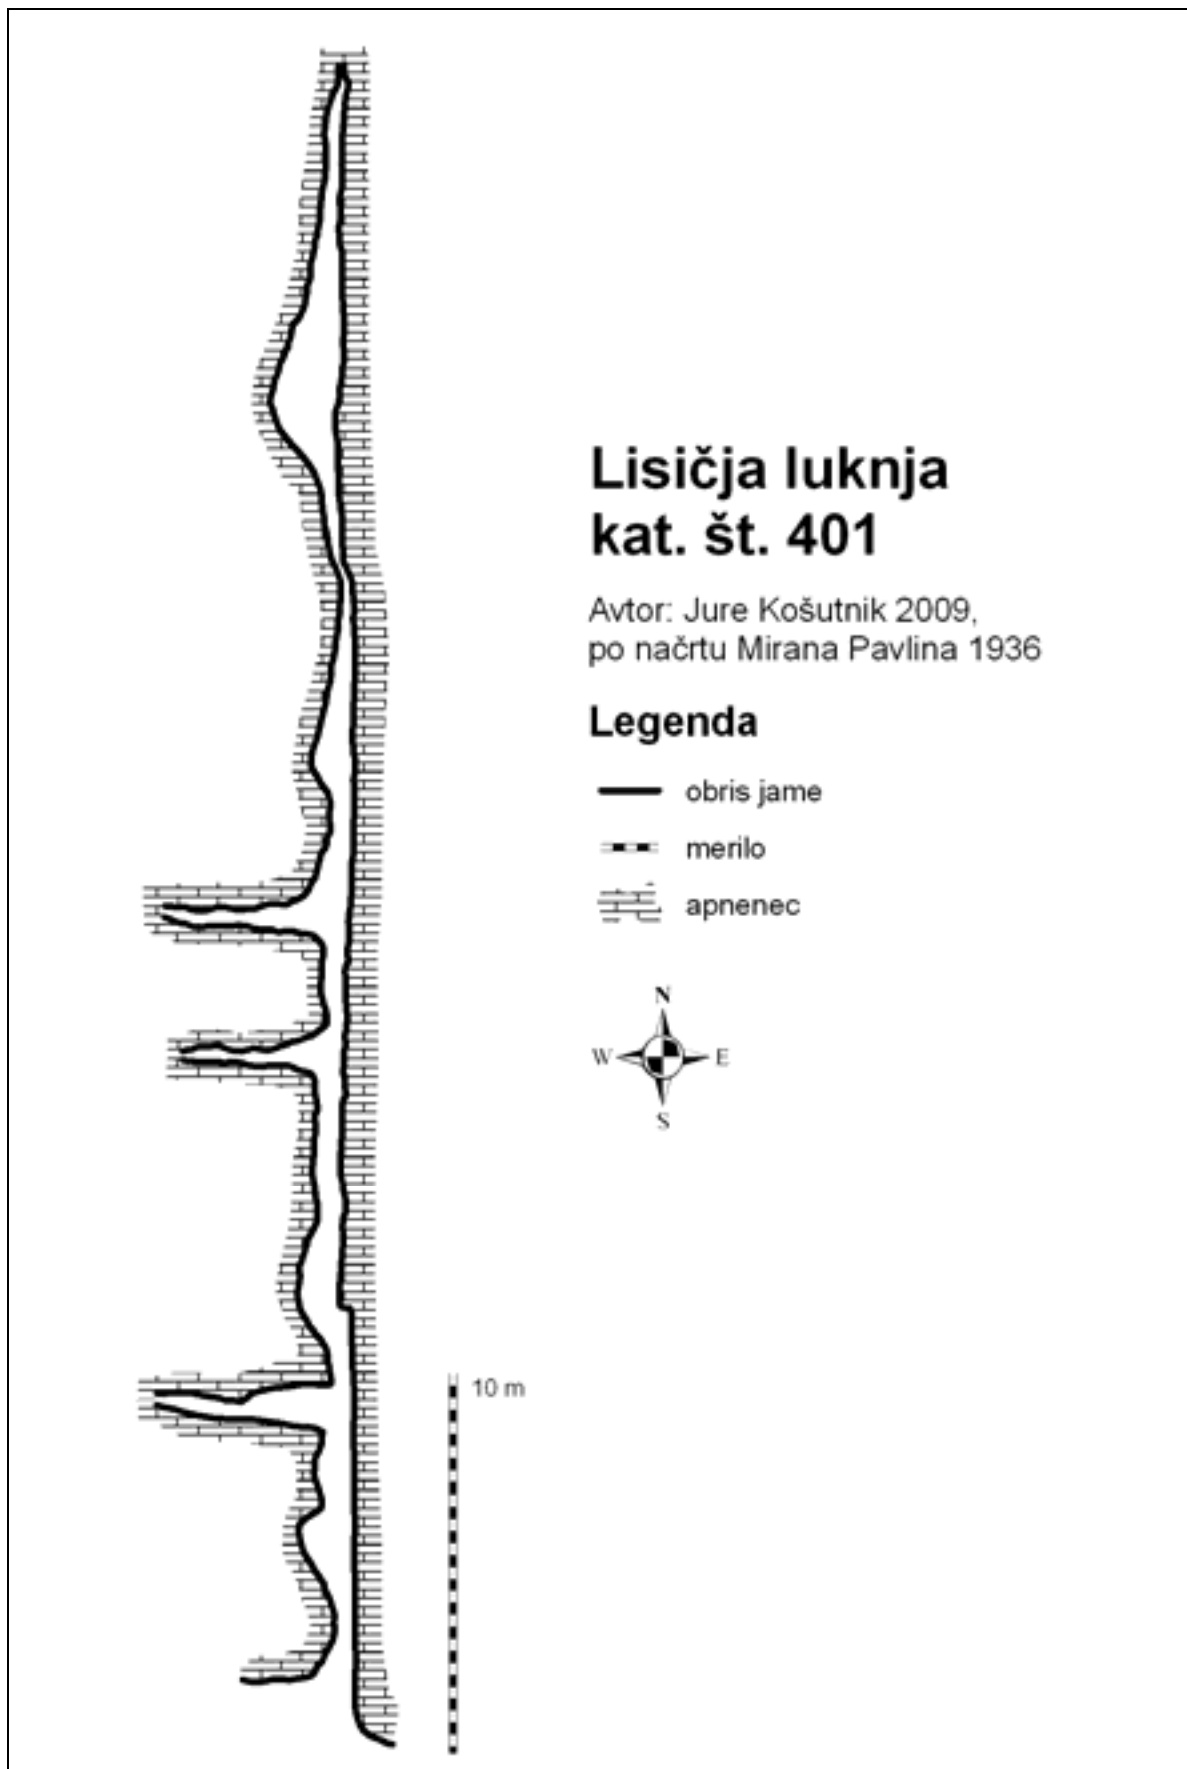 Lisičja luknja
kat. št. 401
Avtor: Jure Košutnik 2009,
po načrtu Mirana Pavlina 1936
Legenda
obris jame
merilo
apnenec
N
W E
S
10 m